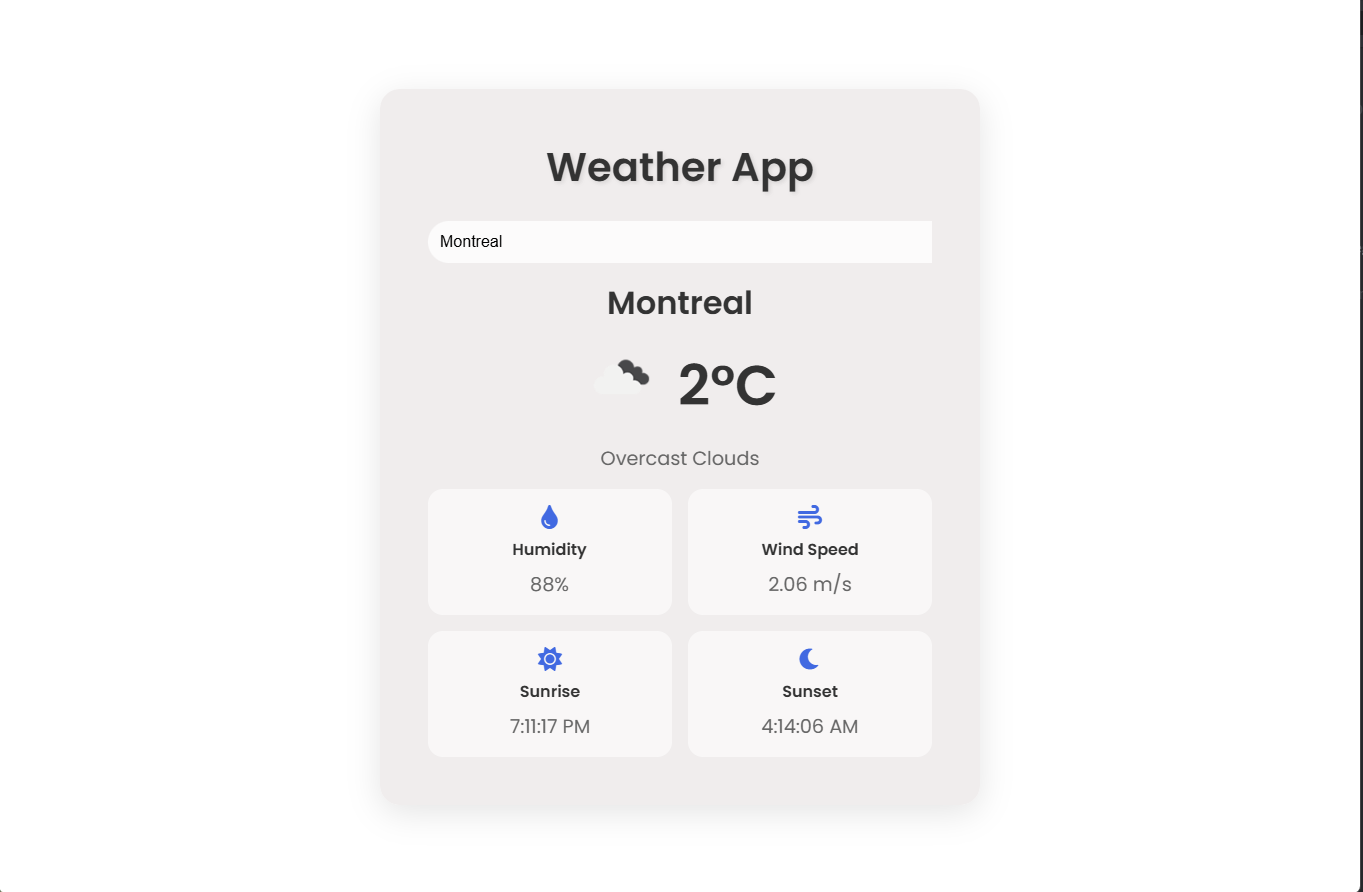 Weather App
Montreal
Montreal
2°C
Overcast Clouds
Humidity
88%
Wind Speed
2.06 m/s
Sunrise
7:11:17 PM
Sunset
4:14:06 AM